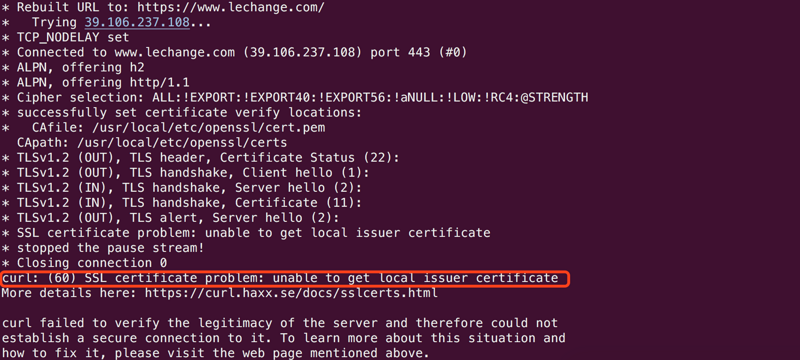 * Rebuilt URL to: https://www.lechange.com/
*   Trying 39.106.237.108...
* TCP_NODELAY set
* Connected to www.lechange.com (39.106.237.108) port 443 (#0)
* ALPN, offering h2
* ALPN, offering http/1.1
* Cipher selection: ALL:!EXPORT:!EXPORT40:!EXPORT56:!aNULL:!LOW:!RC4:@STRENGTH
* successfully set certificate verify locations:
*   CAfile: /usr/local/etc/openssl/cert.pem
  CApath: /usr/local/etc/openssl/certs
* TLSv1.2 (OUT), TLS header, Certificate Status (22):
* TLSv1.2 (OUT), TLS handshake, Client hello (1):
* TLSv1.2 (IN), TLS handshake, Server hello (2):
* TLSv1.2 (IN), TLS handshake, Certificate (11):
* TLSv1.2 (OUT), TLS alert, Server hello (2):
* SSL certificate problem: unable to get local issuer certificate
* stopped the pause stream!
* Closing connection 0
curl: (60) SSL certificate problem: unable to get local issuer certificate
More details here: https://curl.haxx.se/docs/sslcerts.html

curl failed to verify the legitimacy of the server and therefore could not
establish a secure connection to it. To learn more about this situation and
how to fix it, please visit the web page mentioned above.